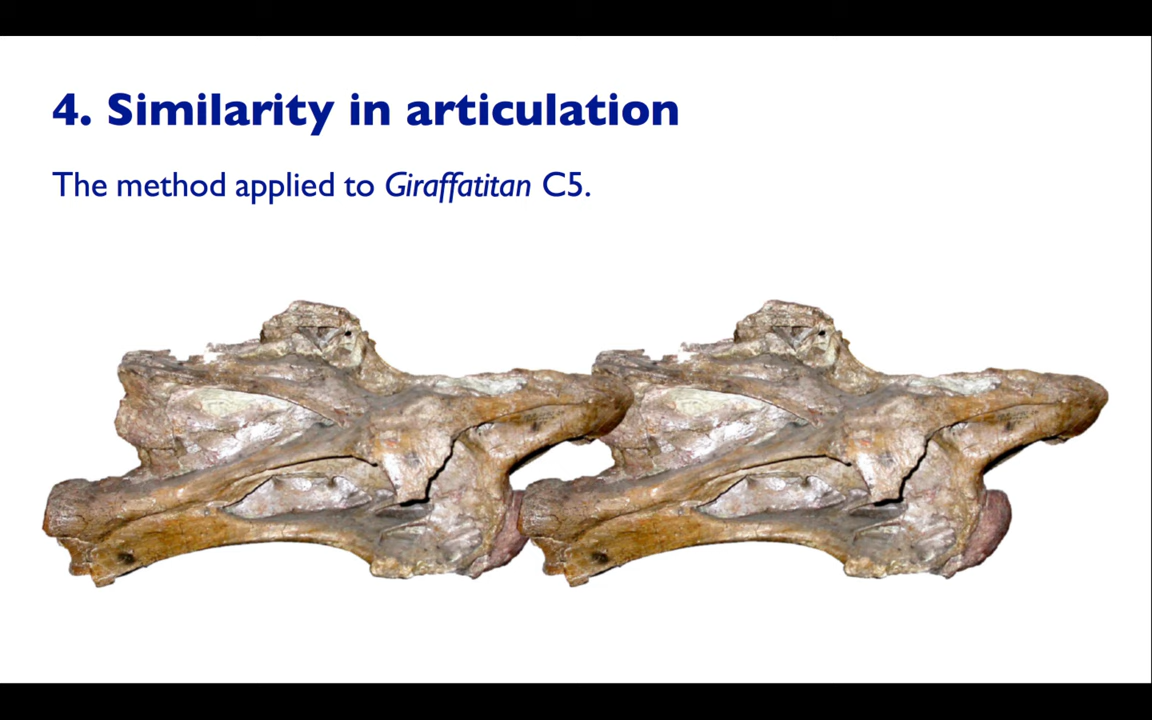 4. Similarity in articulation
The method applied to Giraffatitan C5.